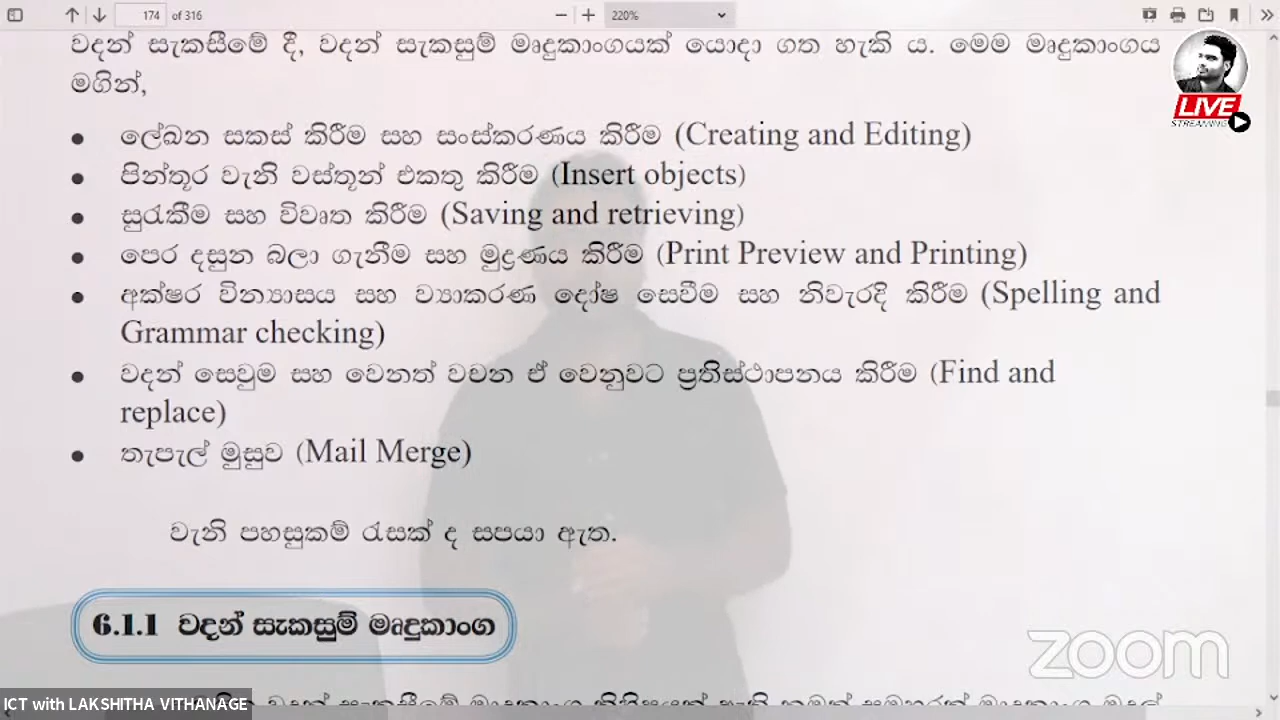 174 of 316
220%
වදන් සැකසීමේ දී, වදන් සැකසුම් මෘදුකාංගයක් යොදා ගත හැකි ය. මෙම මෘදුකාංගය
මගින්,
LIVE
STREAMING
• ලේඛන සකස් කිරීම සහ සංස්කරණය කිරීම (Creating and Editing)
• පින්තූර වැනි වස්තූන් එකතු කිරීම (Insert objects)
• සුරැකීම සහ විවෘත කිරීම (Saving and retrieving)
• පෙර දසුන බලා ගැනීම සහ මුද්‍රණය කිරීම (Print Preview and Printing)
• අක්ෂර වින්‍යාසය සහ ව්‍යාකරණ දෝෂ සෙවීම සහ නිවැරදි කිරීම (Spelling and
Grammar checking)
• වදන් සෙවුම සහ වෙනත් වචන ඒ වෙනුවට ප්‍රතිස්ථාපනය කිරීම (Find and
replace)
• තැපැල් මුසුව (Mail Merge)
වැනි පහසුකම් රැසක් ද සපයා ඇත.
6.1.1 වදන් සැකසුම් මෘදුකාංග
zoom
ICT with LAKSHITHA VITHANAGE